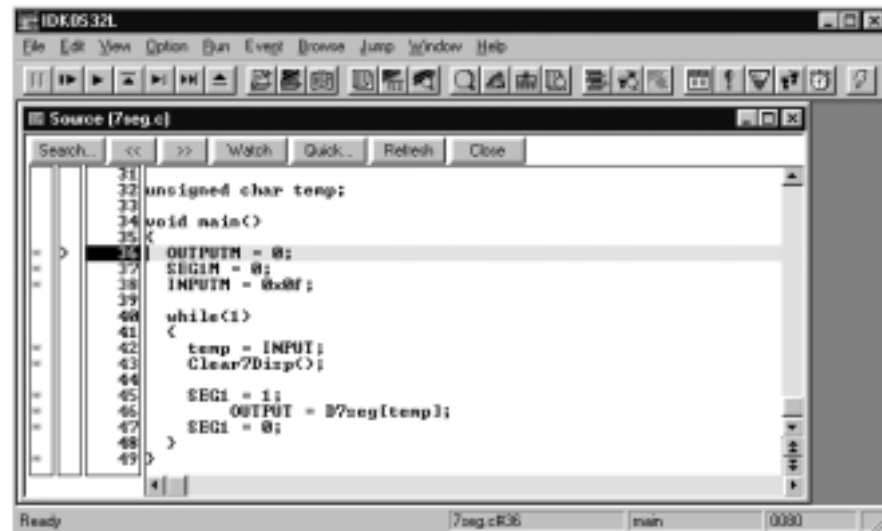 IDK0S32L
File Edit View Option Run Event Browse Jump Window Help
Source (7seg.c)
Search... << >> Watch Quick... Refresh Close
31
32 unsigned char temp;
33
34 void main()
35 {
36 OUTPUTM = 0;
37 SEG1M = 0;
38 INPUTM = 0x0f;
39
40 while(1)
41 {
42 temp = INPUT;
43 Clear7Disp();
44
45 SEG1 = 1;
46 OUTPUT = D7seg[temp];
47 SEG1 = 0;
48 }
49 }
Ready 7seg.c#36 main 0080